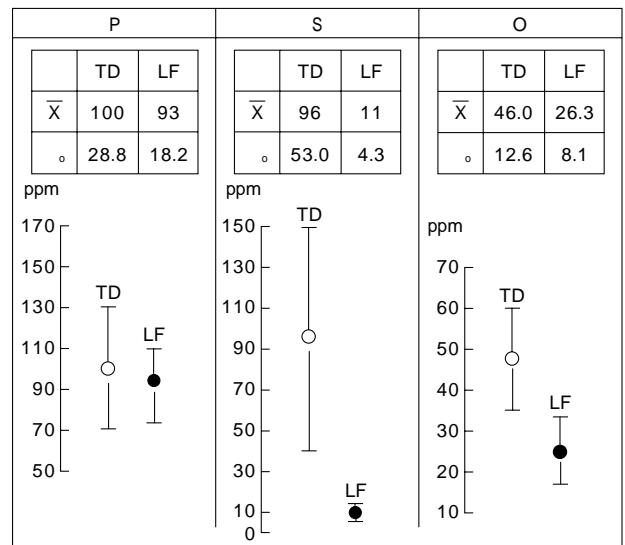 P S O
TD LF
X̄ 100 93
o 28.8 18.2
TD LF
X̄ 96 11
o 53.0 4.3
TD LF
X̄ 46.0 26.3
o 12.6 8.1
ppm
170
150
130
110
90
70
50
TD
LF
ppm
150
130
110
90
70
50
30
10
0
TD
LF
ppm
70
60
50
40
30
20
10
TD
LF